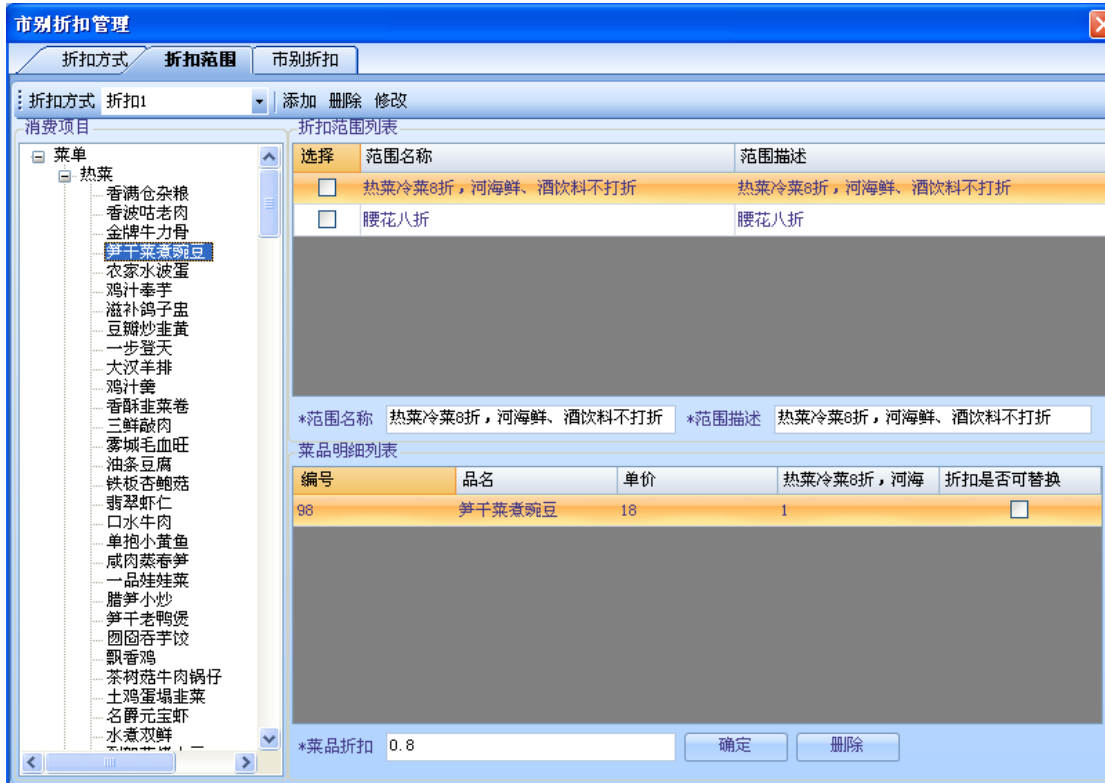 市别折扣管理
折扣方式 折扣范围 市别折扣
折扣方式 折扣1 添加 删除 修改
消费项目
菜单
热菜
香满仓杂粮
香波咕老肉
金牌牛力骨
笋干菜煮豌豆
农家水波蛋
鸡汁奉芋
滋补鸽子盅
豆瓣炒韭黄
一步登天
大汉羊排
鸡汁羹
香酥韭菜卷
三鲜敲肉
雾城毛血旺
油条豆腐
铁板杏鲍菇
翡翠虾仁
口水牛肉
单抱小黄鱼
咸肉蒸春笋
一品娃娃菜
腊笋小炒
笋干老鸭煲
囫囵吞芋饺
飘香鸡
茶树菇牛肉锅仔
土鸡蛋塌韭菜
名爵元宝虾
水煮双鲜
折扣范围列表
选择 范围名称 范围描述
热菜冷菜8折，河海鲜、酒饮料不打折 热菜冷菜8折，河海鲜、酒饮料不打折
腰花八折 腰花八折
*范围名称 热菜冷菜8折，河海鲜、酒饮料不打折 *范围描述 热菜冷菜8折，河海鲜、酒饮料不打折
菜品明细列表
编号 品名 单价 热菜冷菜8折，河海 折扣是否可替换
98 笋干菜煮豌豆 18 1
*菜品折扣 0.8 确定 删除